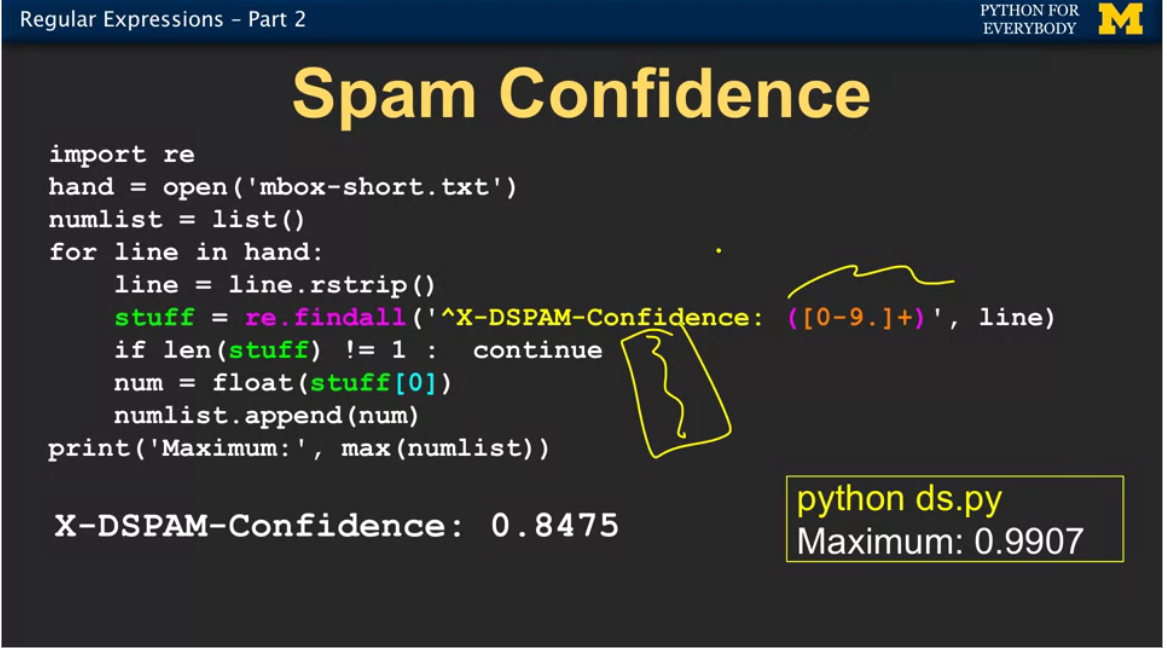 Regular Expressions – Part 2
PYTHON FOR
EVERYBODY
M
Spam Confidence
import re
hand = open('mbox-short.txt')
numlist = list()
for line in hand:
    line = line.rstrip()
    stuff = re.findall('^X-DSPAM-Confidence: ([0-9.]+)', line)
    if len(stuff) != 1 :  continue
    num = float(stuff[0])
    numlist.append(num)
print('Maximum:', max(numlist))
X-DSPAM-Confidence: 0.8475
python ds.py
Maximum: 0.9907